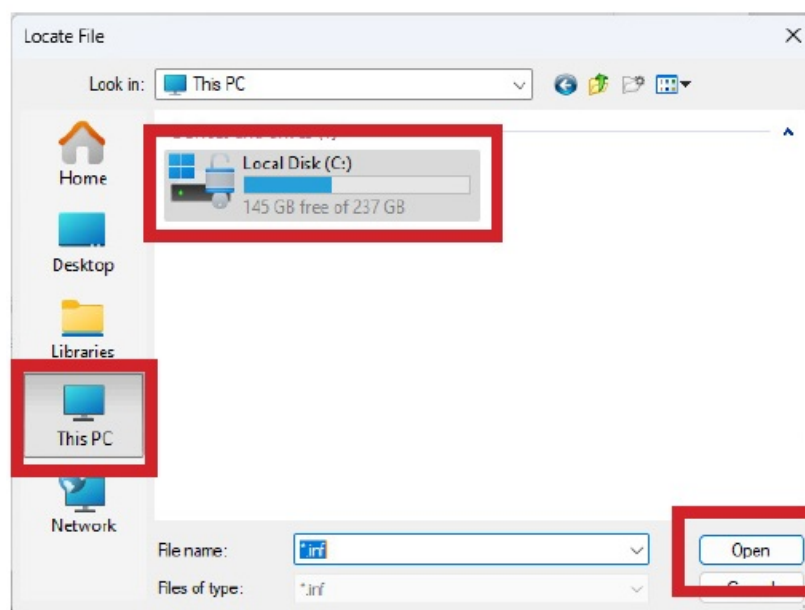 Locate File
Look in: This PC
Home
Local Disk (C:)
145 GB free of 237 GB
Desktop
Libraries
This PC
Network
File name: *.inf
Open
Files of type: *.inf